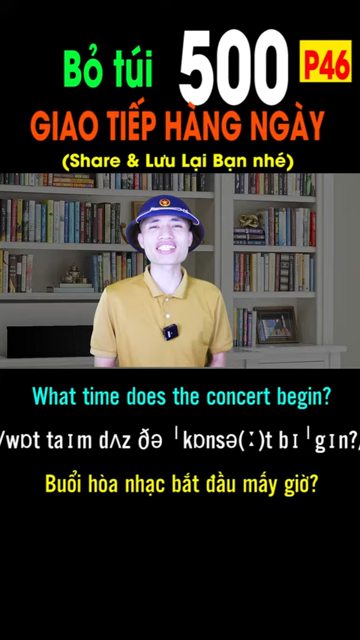 Bỏ túi 500 P46
GIAO TIẾP HÀNG NGÀY
(Share & Lưu Lại Bạn nhé)
What time does the concert begin?
/wɒt taɪm dʌz ðə ˈkɒnsə(ː)t bɪˈgɪn?/
Buổi hòa nhạc bắt đầu mấy giờ?